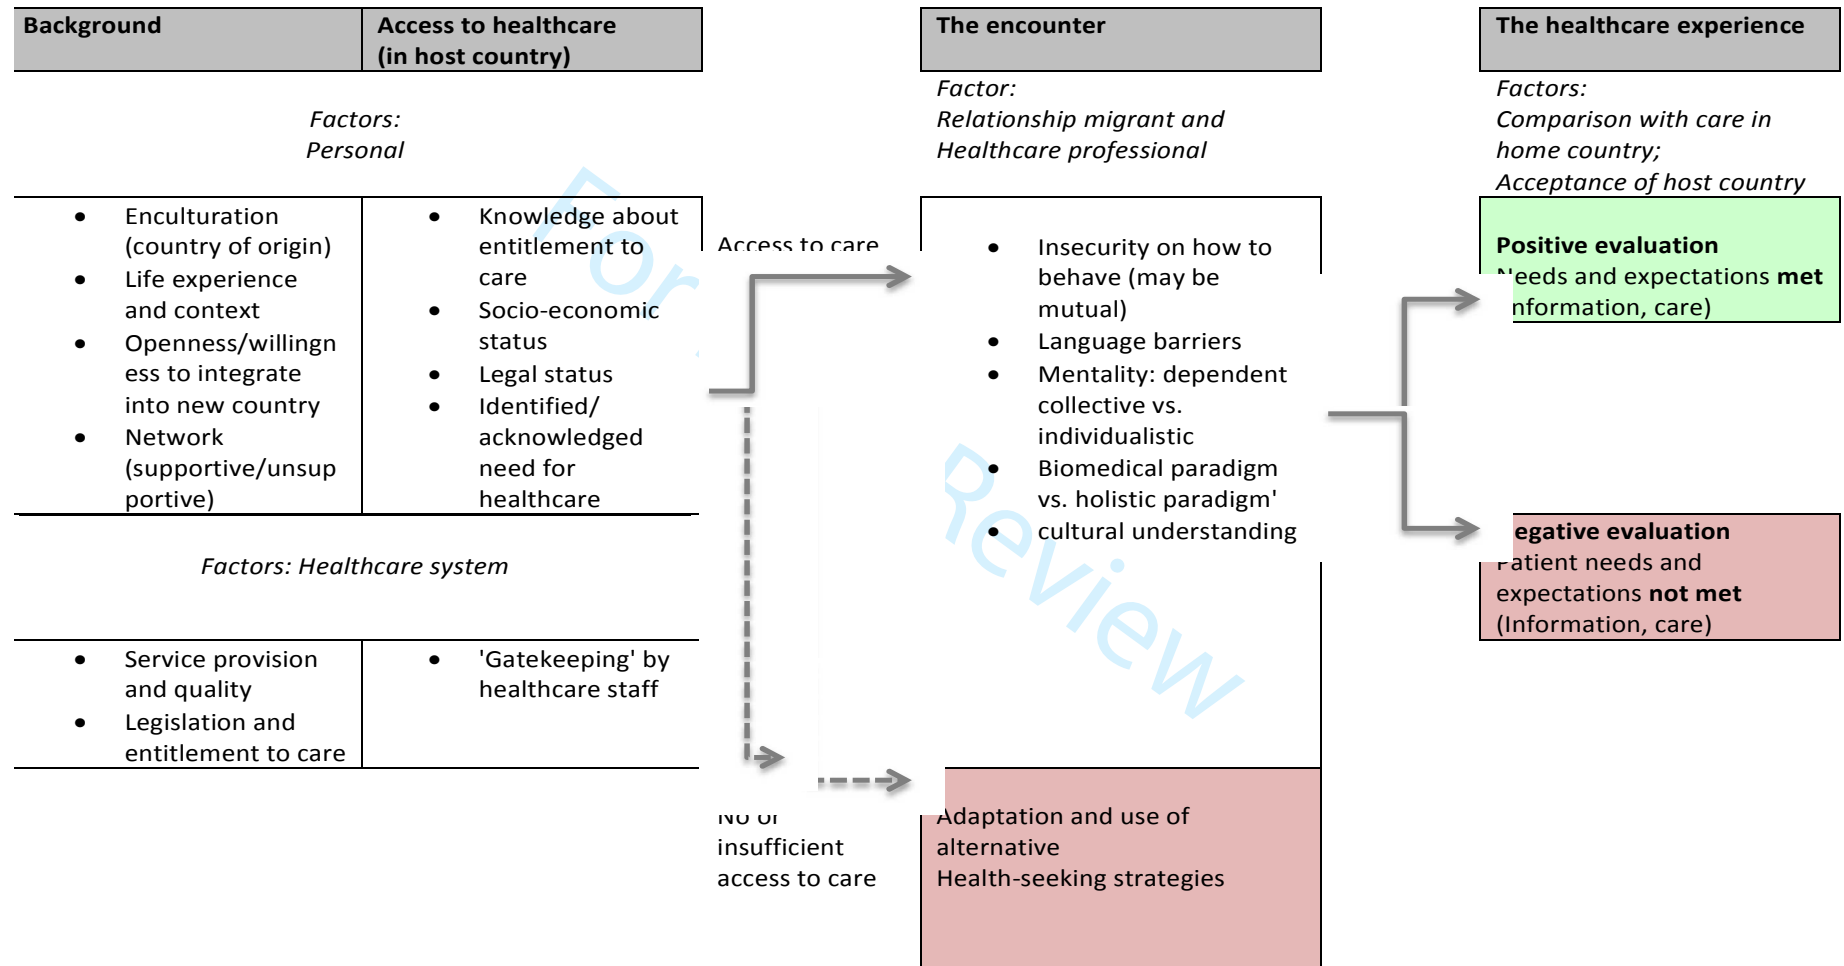 Background
Access to healthcare
(in host country)
The encounter
The healthcare experience
Factors:
Personal
Factor:
Relationship migrant and
Healthcare professional
Factors:
Comparison with care in
home country;
Acceptance of host country
• Enculturation
(country of origin)
• Life experience
and context
• Openness/willingn
ess to integrate
into new country
• Network
(supportive/unsup
portive)
• Knowledge about
entitlement to
care
• Socio-economic
status
• Legal status
• Identified/
acknowledged
need for
healthcare
Access to care
• Insecurity on how to
behave (may be
mutual)
• Language barriers
• Mentality: dependent
collective vs.
individualistic
• Biomedical paradigm
vs. holistic paradigm'
• cultural understanding
Positive evaluation
Needs and expectations met
(Information, care)
Negative evaluation
Patient needs and
expectations not met
(Information, care)
Factors: Healthcare system
• Service provision
and quality
• Legislation and
entitlement to care
• 'Gatekeeping' by
healthcare staff
No or
insufficient
access to care
Adaptation and use of
alternative
Health-seeking strategies
For
Review